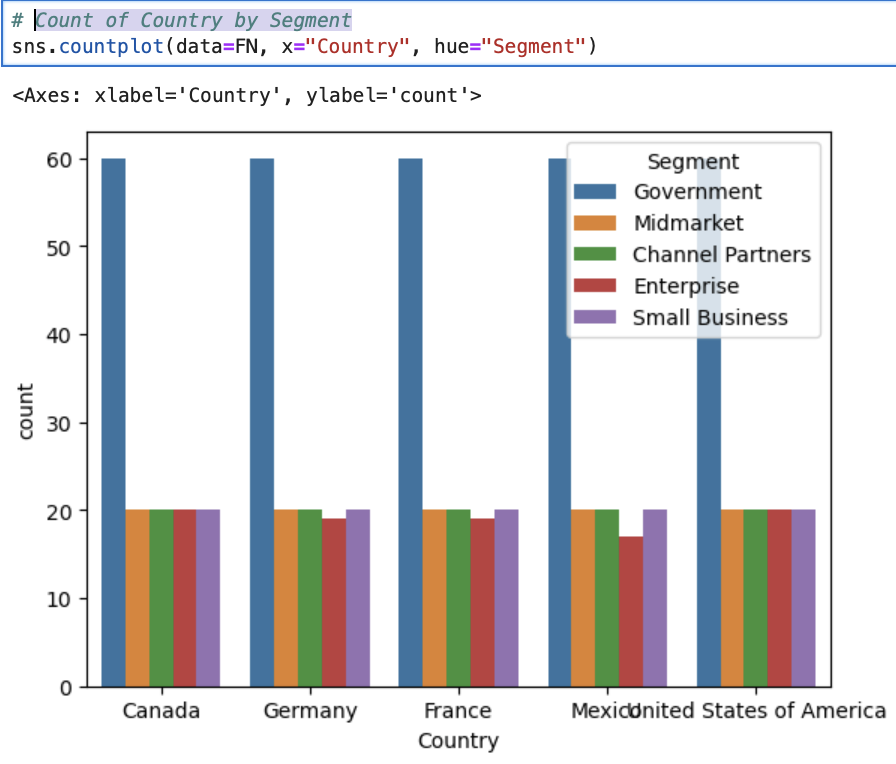 # Count of Country by Segment
sns.countplot(data=FN, x="Country", hue="Segment")
<Axes: xlabel='Country', ylabel='count'>
Segment
Government
Midmarket
Channel Partners
Enterprise
Small Business
60
50
40
30
20
10
0
count
Canada Germany France Mexico United States of America
Country